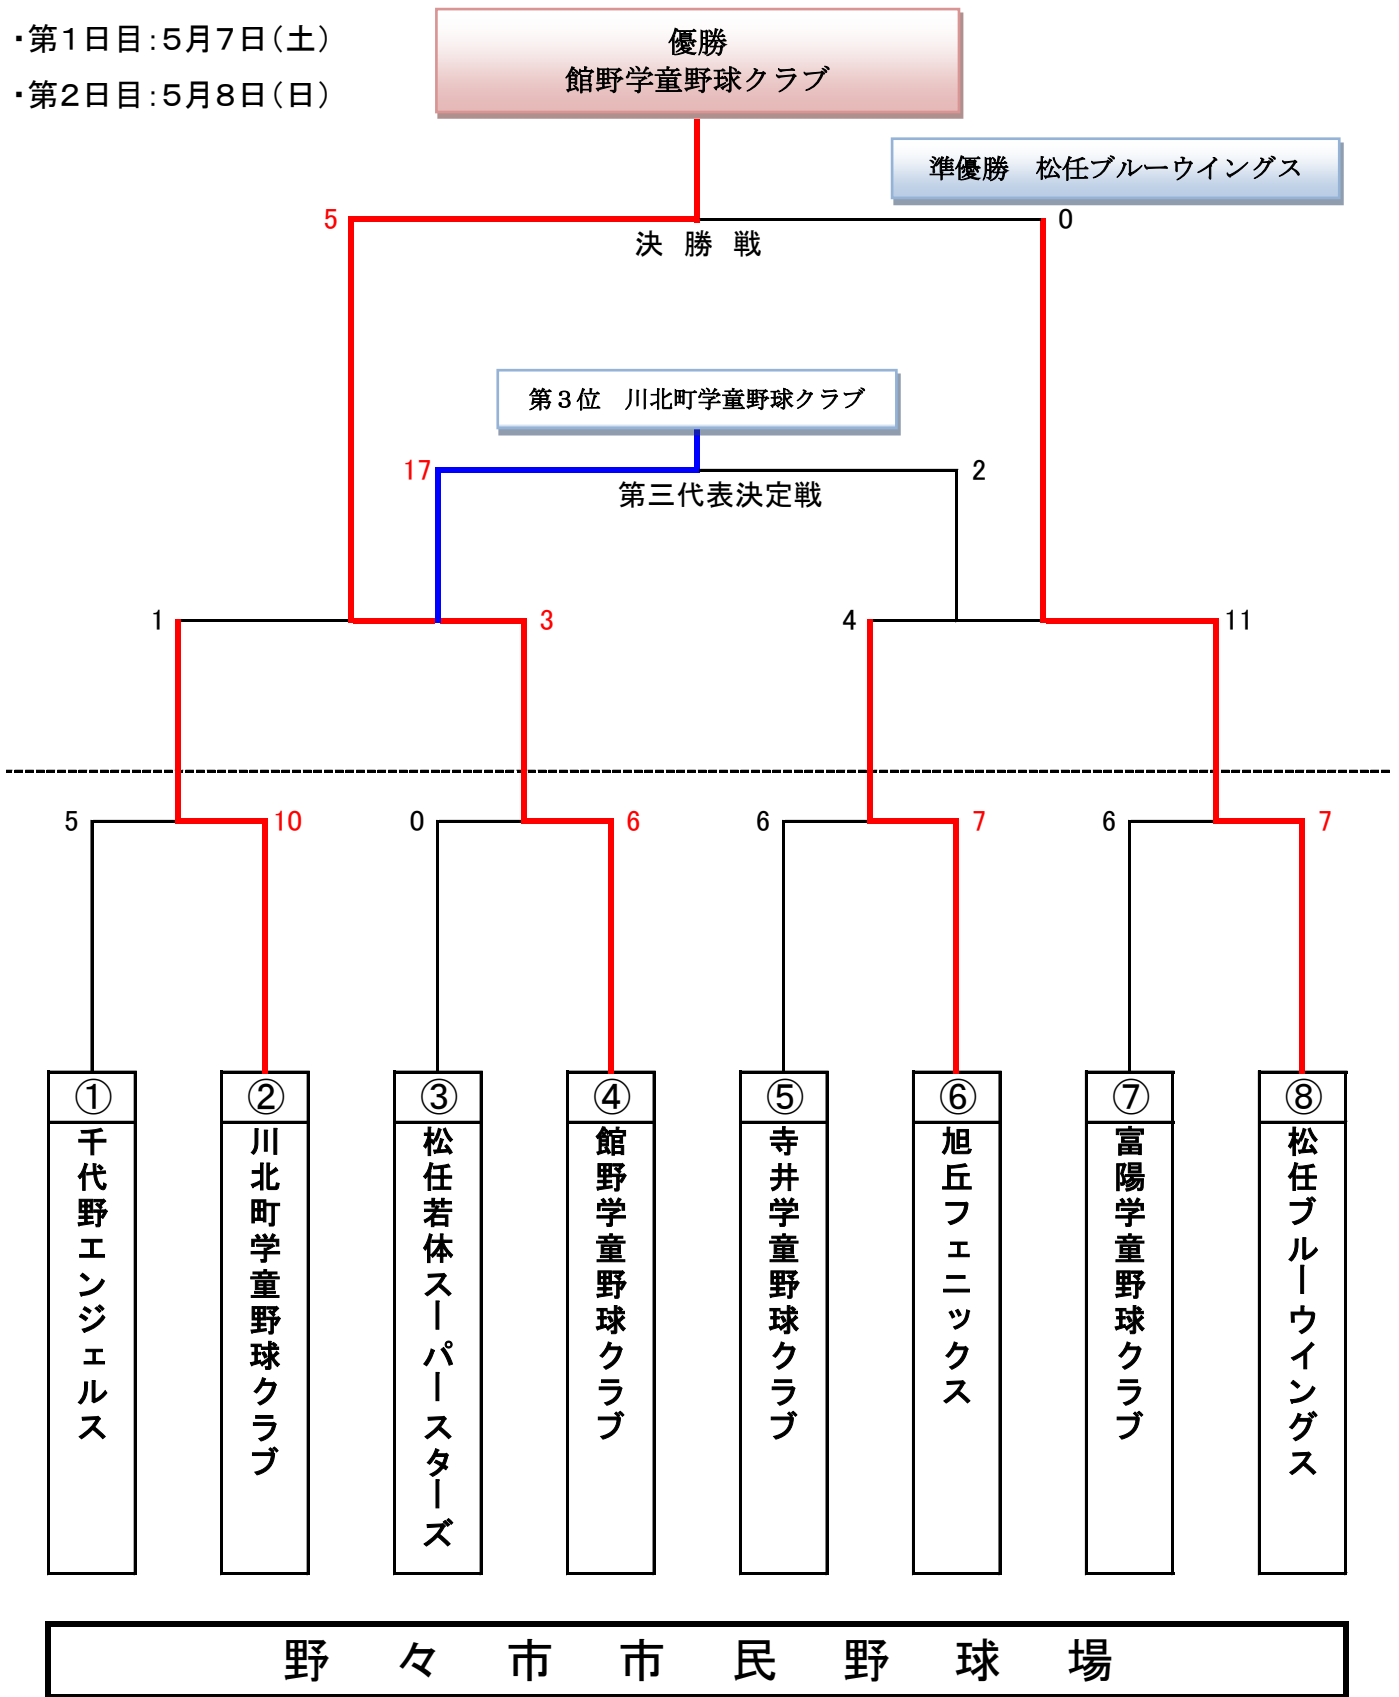 ・第1日目：5月7日（土）
・第2日目：5月8日（日）
優勝
館野学童野球クラブ
準優勝　松任ブルーウイングス
5
0
決　勝　戦
第３位　川北町学童野球クラブ
17
2
第三代表決定戦
1
3
4
11
5
10
0
6
6
7
6
7
①
千代野エンジェルス
②
川北町学童野球クラブ
③
松任若体スーパースターズ
④
館野学童野球クラブ
⑤
寺井学童野球クラブ
⑥
旭丘フェニックス
⑦
富陽学童野球クラブ
⑧
松任ブルーウイングス
野々市市民野球場